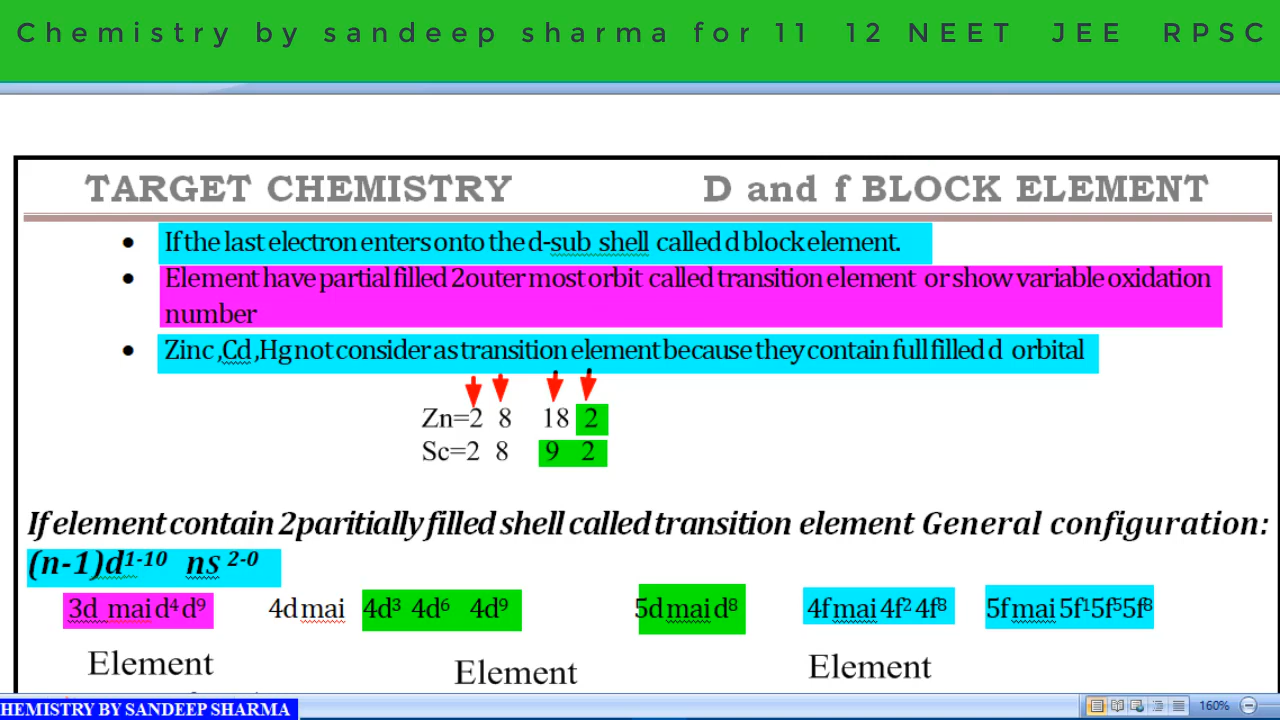 Chemistry by sandeep sharma for 11 12 NEET JEE RPSC
TARGET CHEMISTRY D and f BLOCK ELEMENT
• If the last electron enters onto the d-sub shell called d block element.
• Element have partial filled 2outer most orbit called transition element or show variable oxidation
number
• Zinc ,Cd ,Hg not consider as transition element because they contain full filled d orbital
Zn=2 8 18 2
Sc=2 8 9 2
If element contain 2paritially filled shell called transition element General configuration:
(n-1)d¹⁻¹⁰ ns ²⁻⁰
3d mai d⁴ d⁹ 4d mai 4d³ 4d⁶ 4d⁹ 5d mai d⁸ 4f mai 4f² 4f⁸ 5f mai 5f¹ 5f⁵ 5f⁸
Element Element Element
HEMISTRY BY SANDEEP SHARMA 160%